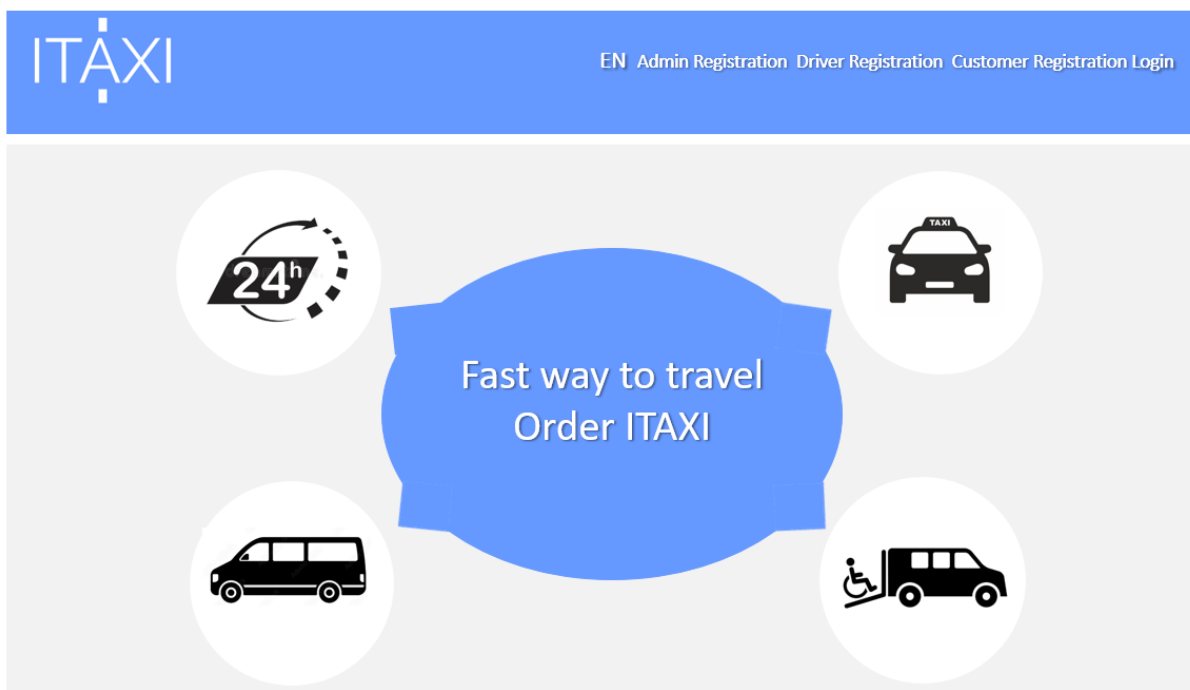 ITAXI
EN Admin Registration Driver Registration Customer Registration Login
24h
TAXI
Fast way to travel
Order ITAXI